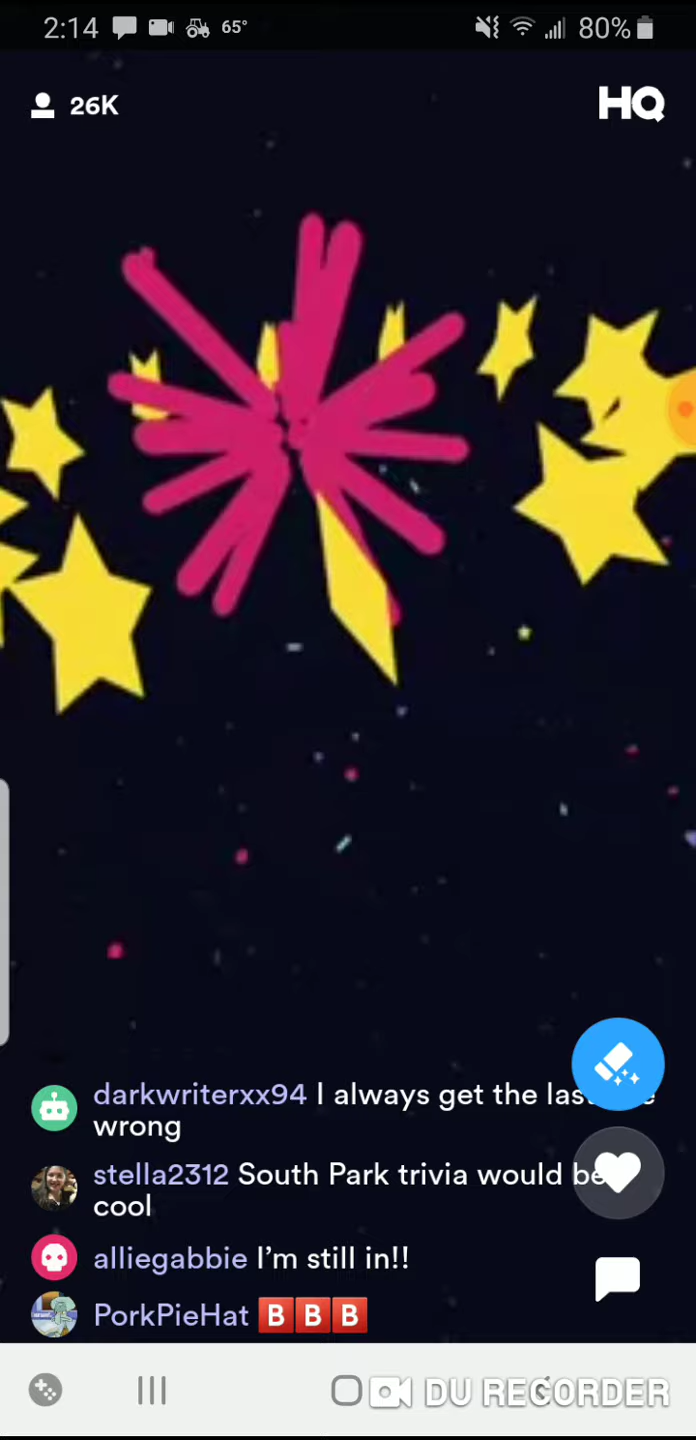 2:14 65° 80%
26K HQ
darkwriterxx94 I always get the
wrong
stella2312 South Park trivia would be
cool
alliegabbie I'm still in!!
PorkPieHat 🅱🅱🅱
DU RECORDER